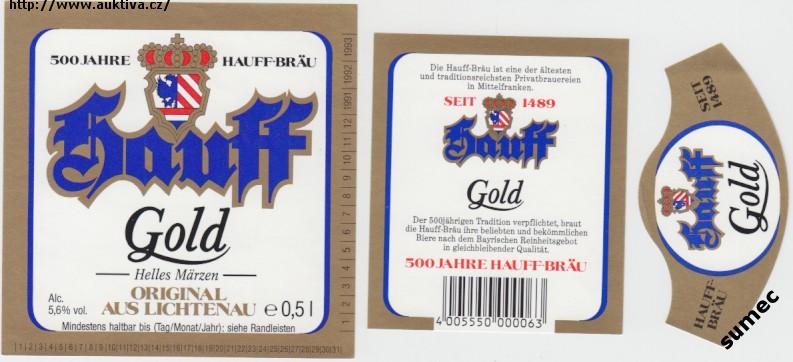 http://www.auktiva.cz/
500 JAHRE HAUFF-BRÄU
Hauff
Gold
Helles Märzen
ORIGINAL
AUS LICHTENAU
Alc.
5,6% vol.
e 0,5 l
Mindestens haltbar bis (Tag/Monat/Jahr): siehe Randleisten
|1|2|3|4|5|6|7|8|9|10|11|12|13|14|15|16|17|18|19|20|21|22|23|24|25|26|27|28|29|30|31|
1|2|3|4|5|6|7|8|9|10|11|12|1991|1992|1993|
Die Hauff-Bräu ist eine der ältesten
und traditionsreichsten Privatbrauereien
in Mittelfranken.
SEIT 1489
Hauff
Gold
Der 500jährigen Tradition verpflichtet, braut
die Hauff-Bräu ihre beliebten und bekömmlichen
Biere nach dem Bayrischen Reinheitsgebot
in gleichbleibender Qualität.
500 JAHRE HAUFF-BRÄU
4 005550 000063
SEIT
1489
Hauff
Gold
HAUFF-
BRÄU
sumec